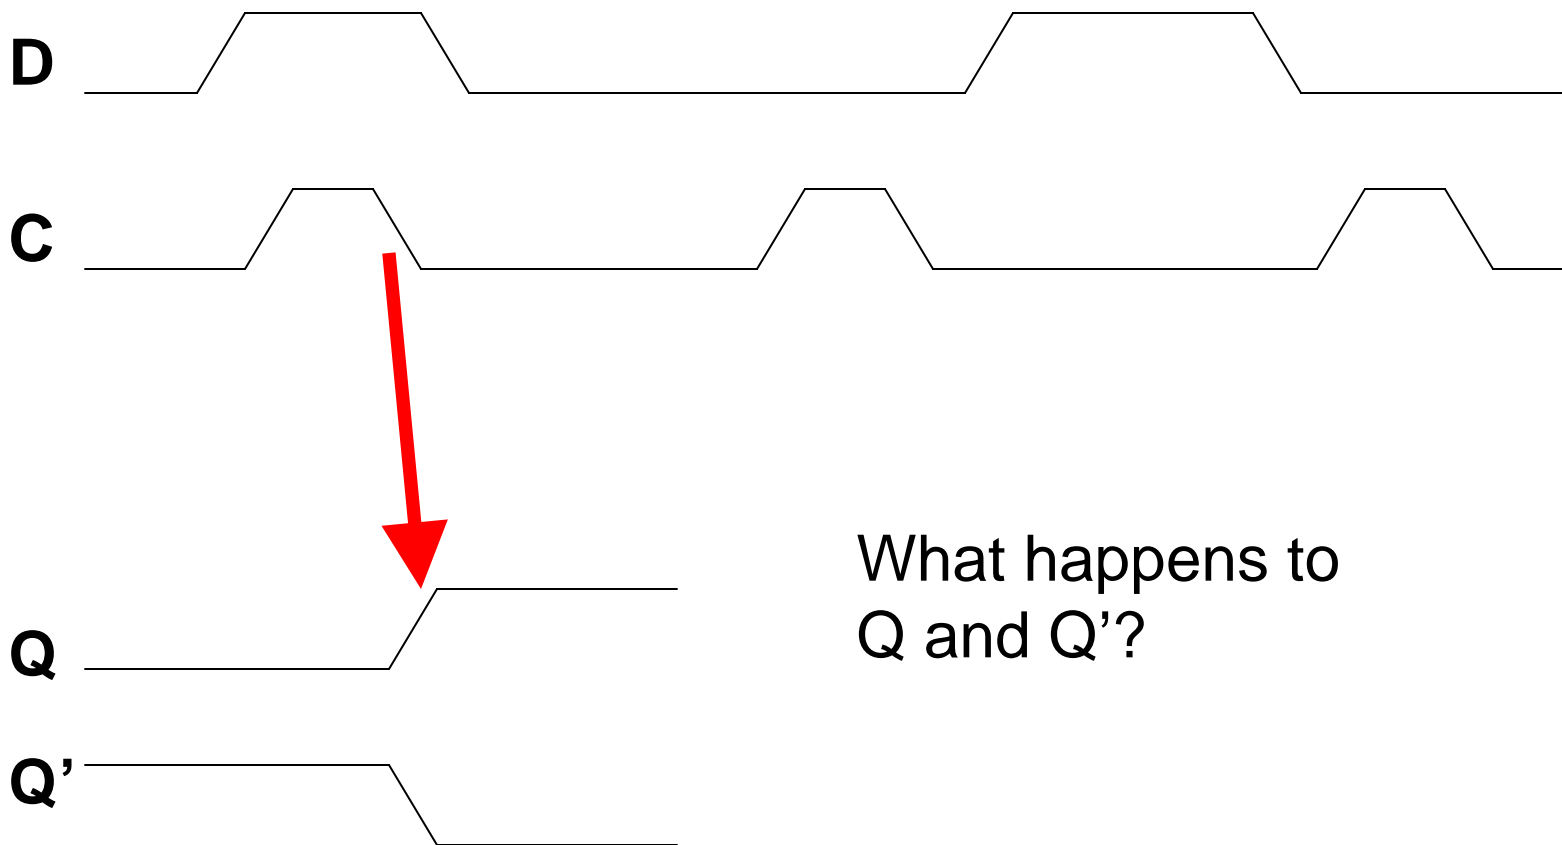 D
C
What happens to
Q and Q’?
Q
Q’